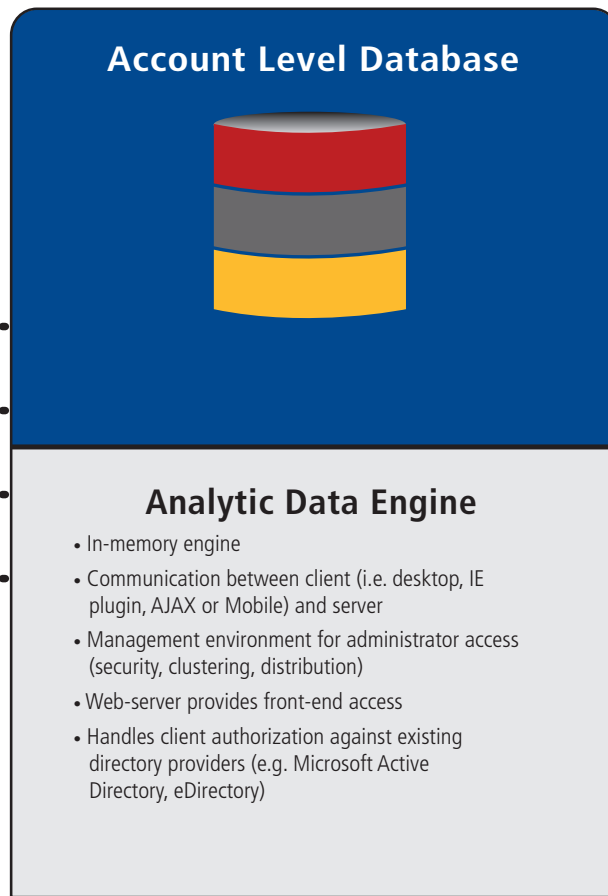 Account Level Database
Analytic Data Engine
• In-memory engine
• Communication between client (i.e. desktop, IE
plugin, AJAX or Mobile) and server
• Management environment for administrator access
(security, clustering, distribution)
• Web-server provides front-end access
• Handles client authorization against existing
directory providers (e.g. Microsoft Active
Directory, eDirectory)